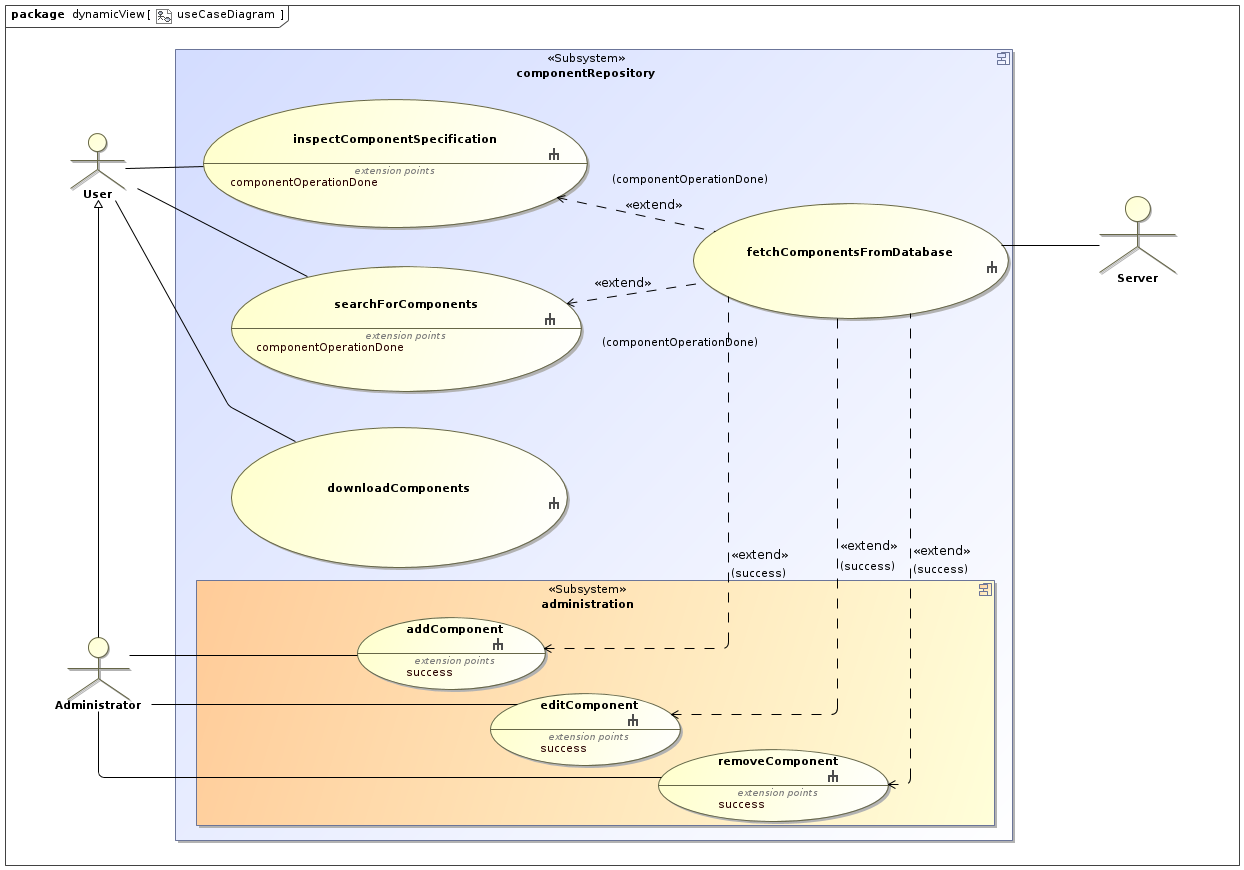 package dynamicView [ useCaseDiagram ]
«Subsystem»
componentRepository
inspectComponentSpecification
extension points
componentOperationDone
(componentOperationDone)
«extend»
User
fetchComponentsFromDatabase
Server
«extend»
searchForComponents
extension points
componentOperationDone
(componentOperationDone)
downloadComponents
«extend»
(success)
«extend»
(success)
«extend»
(success)
«Subsystem»
administration
addComponent
extension points
success
Administrator
editComponent
extension points
success
removeComponent
extension points
success